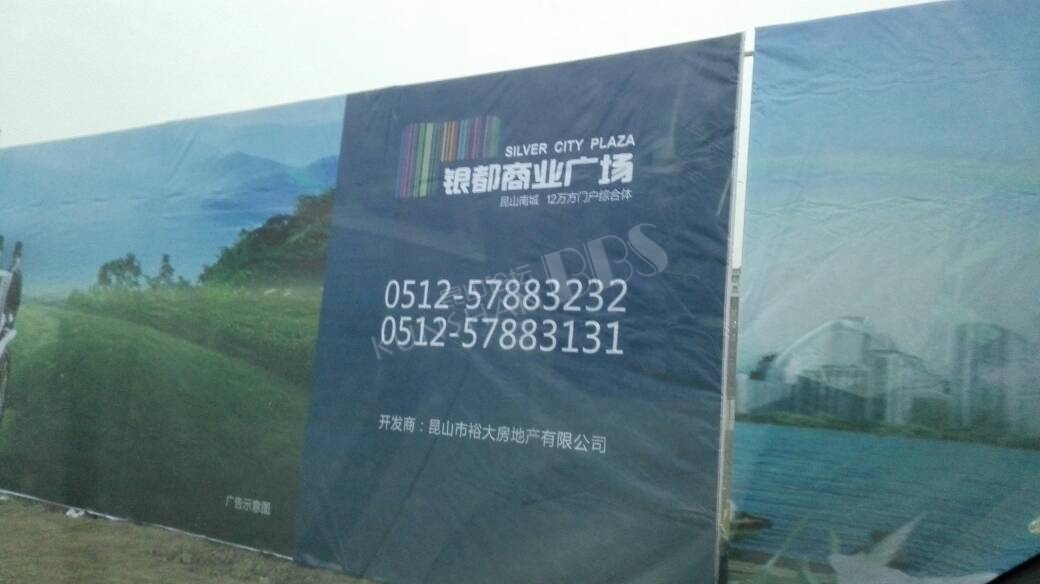 SILVER CITY PLAZA
银都商业广场
昆山南城 12万方门户综合体
BBS
0512-57883232
0512-57883131
开发商：昆山市裕大房地产有限公司
广告示意图